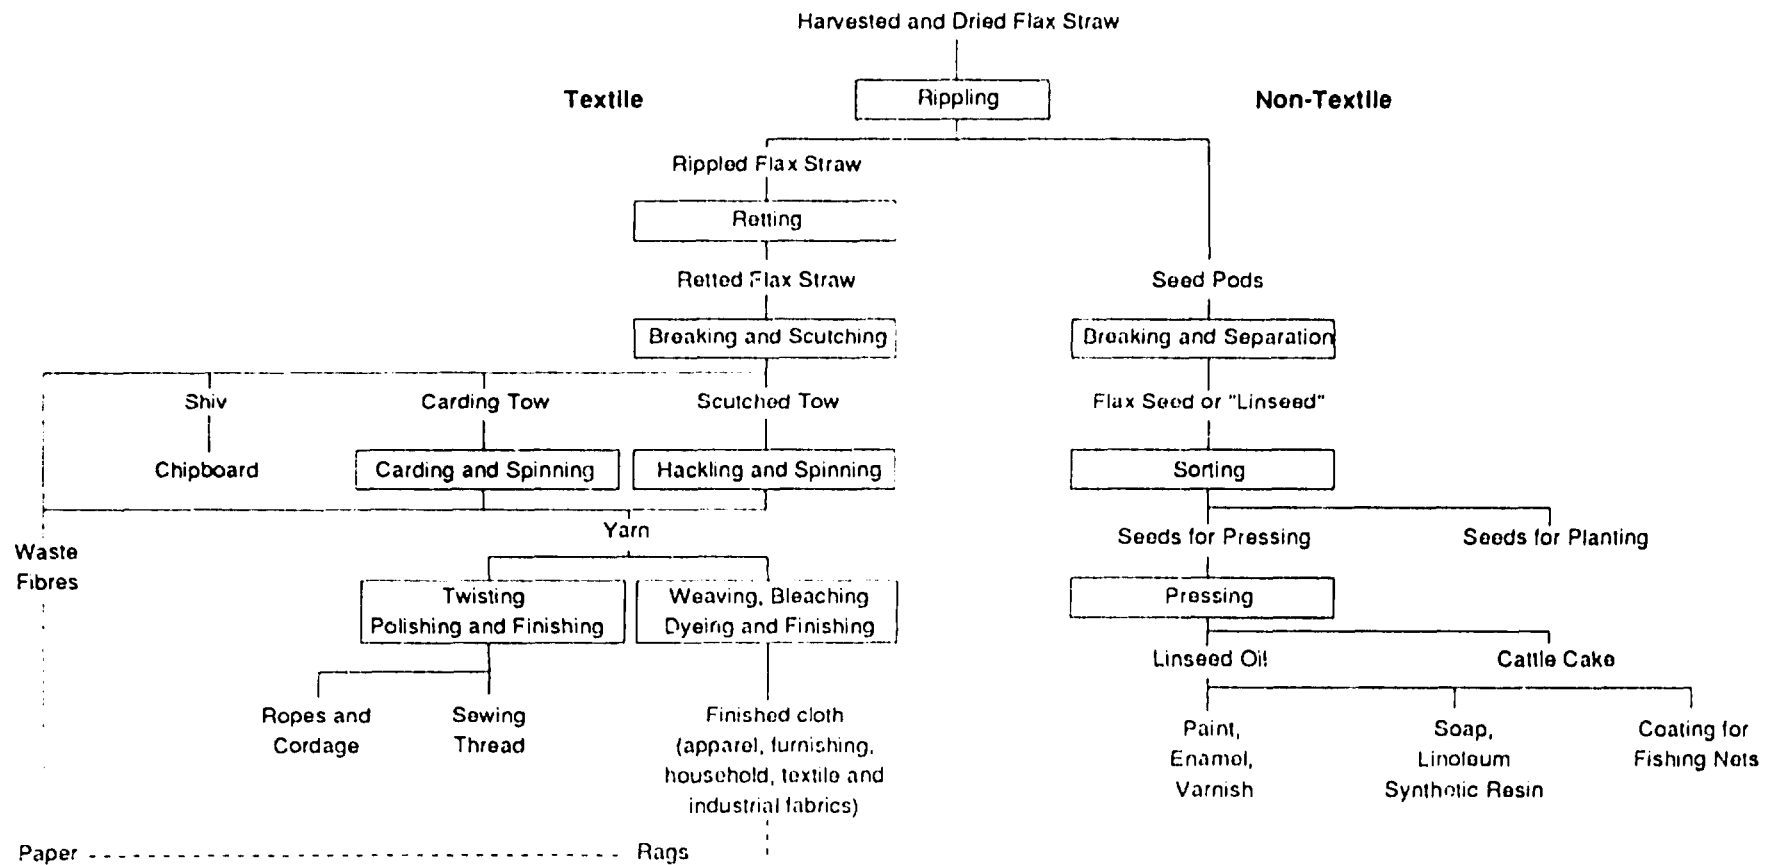 Harvested and Dried Flax Straw
Textile
Rippling
Non-Textile
Rippled Flax Straw
Retting
Retted Flax Straw
Seed Pods
Breaking and Scutching
Breaking and Separation
Shiv
Carding Tow
Scutched Tow
Flax Seed or "Linseed"
Chipboard
Carding and Spinning
Hackling and Spinning
Sorting
Yarn
Seeds for Pressing
Seeds for Planting
Waste
Fibres
Twisting
Polishing and Finishing
Weaving, Bleaching
Dyeing and Finishing
Pressing
Linseed Oil
Cattle Cake
Ropes and
Cordage
Sewing
Thread
Finished cloth
(apparel, furnishing,
household, textile and
industrial fabrics)
Paint,
Enamel,
Varnish
Soap,
Linoleum
Synthetic Resin
Coating for
Fishing Nets
Paper
Rags